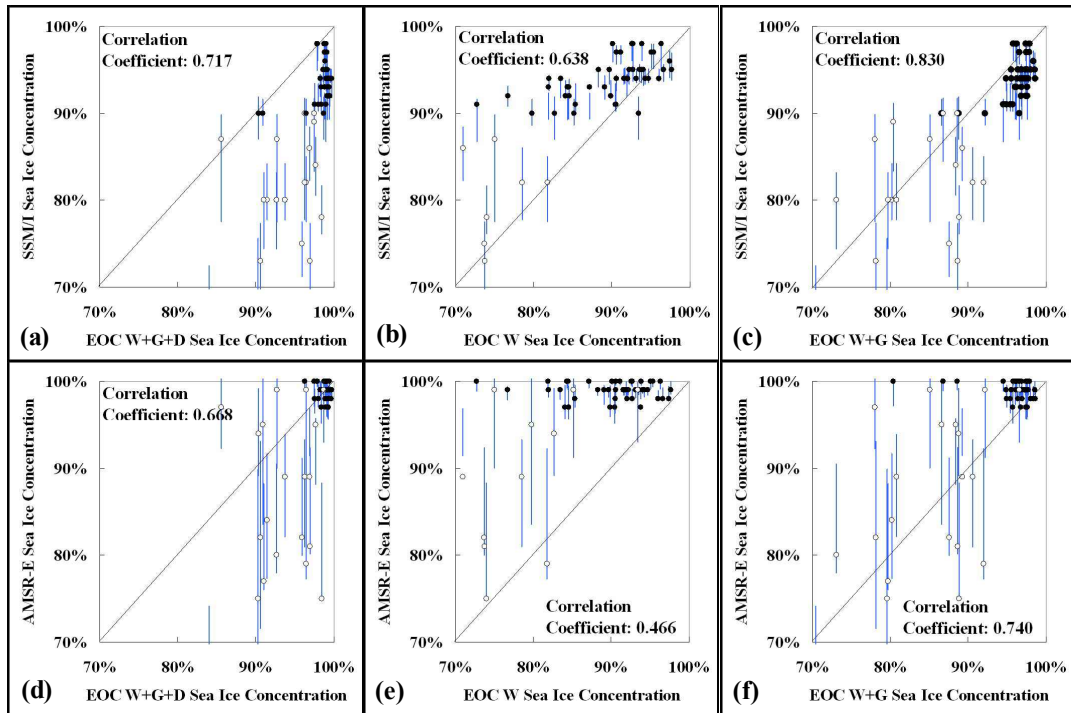 100%
90%
80%
70%
SSM/I Sea Ice Concentration
Correlation
Coefficient: 0.717
70% 80% 90% 100%
(a) EOC W+G+D Sea Ice Concentration
100%
90%
80%
70%
SSM/I Sea Ice Concentration
Correlation
Coefficient: 0.638
70% 80% 90% 100%
(b) EOC W Sea Ice Concentration
100%
90%
80%
70%
SSM/I Sea Ice Concentration
Correlation
Coefficient: 0.830
70% 80% 90% 100%
(c) EOC W+G Sea Ice Concentration
100%
90%
80%
70%
AMSR-E Sea Ice Concentration
Correlation
Coefficient: 0.668
70% 80% 90% 100%
(d) EOC W+G+D Sea Ice Concentration
100%
90%
80%
70%
AMSR-E Sea Ice Concentration
Correlation
Coefficient: 0.466
70% 80% 90% 100%
(e) EOC W Sea Ice Concentration
100%
90%
80%
70%
AMSR-E Sea Ice Concentration
Correlation
Coefficient: 0.740
70% 80% 90% 100%
(f) EOC W+G Sea Ice Concentration